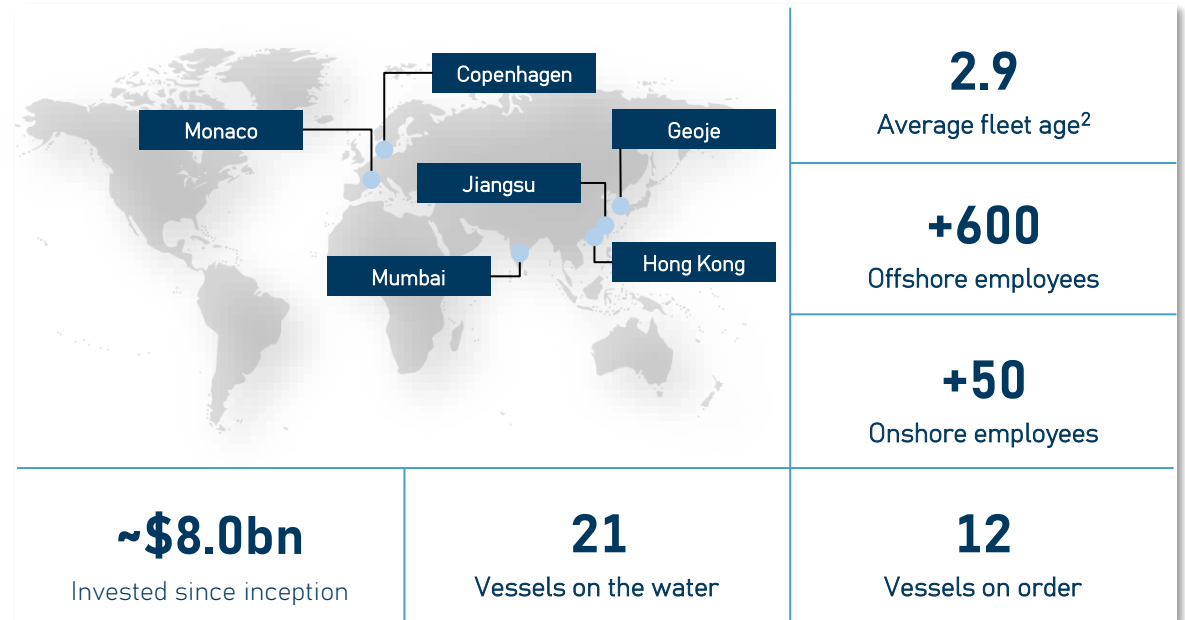 Copenhagen
Monaco
Geoje
Jiangsu
Hong Kong
Mumbai
2.9
Average fleet age²
+600
Offshore employees
+50
Onshore employees
~$8.0bn
Invested since inception
21
Vessels on the water
12
Vessels on order